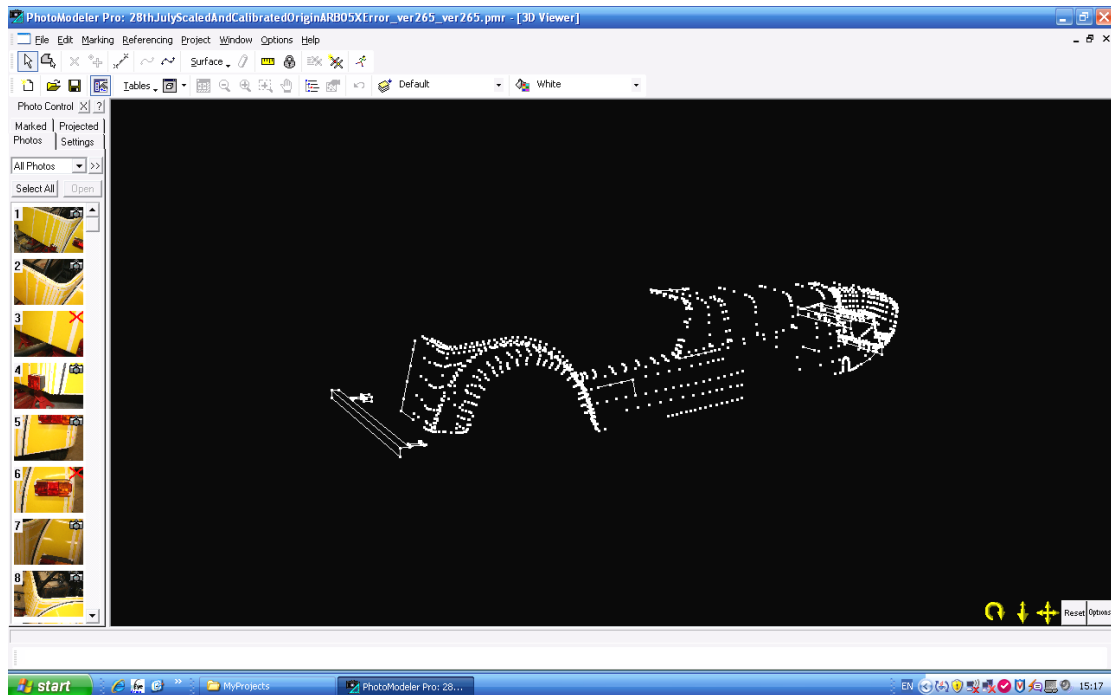 PhotoModeler Pro: 28thJulyScaledAndCalibratedOriginARB05XError_ver265_ver265.pmr - [3D Viewer]
File Edit Marking Referencing Project Window Options Help
Surface
Tables Default White
Photo Control X ?
Marked Projected
Photos Settings
All Photos >>
Select All Open
1
2
3
4
5
6
7
8
Reset Options
start MyProjects PhotoModeler Pro: 28... EN 15:17